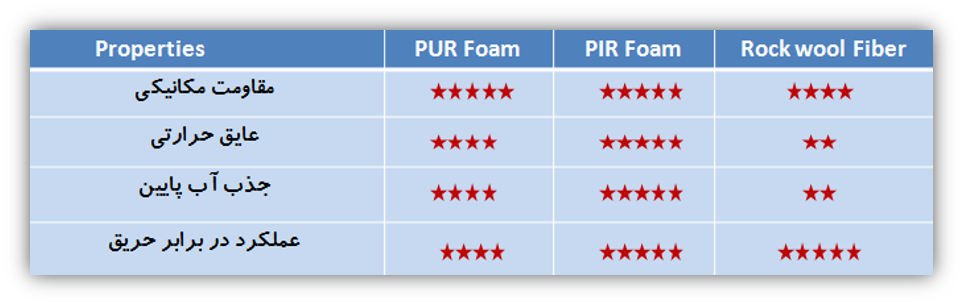 Properties PUR Foam PIR Foam Rock wool Fiber
مقاومت مکانیکی ★★★★★ ★★★★★ ★★★★
عایق حرارتی ★★★★ ★★★★★ ★★
جذب آب پایین ★★★★ ★★★★★ ★★
عملکرد در برابر حریق ★★★★ ★★★★★ ★★★★★